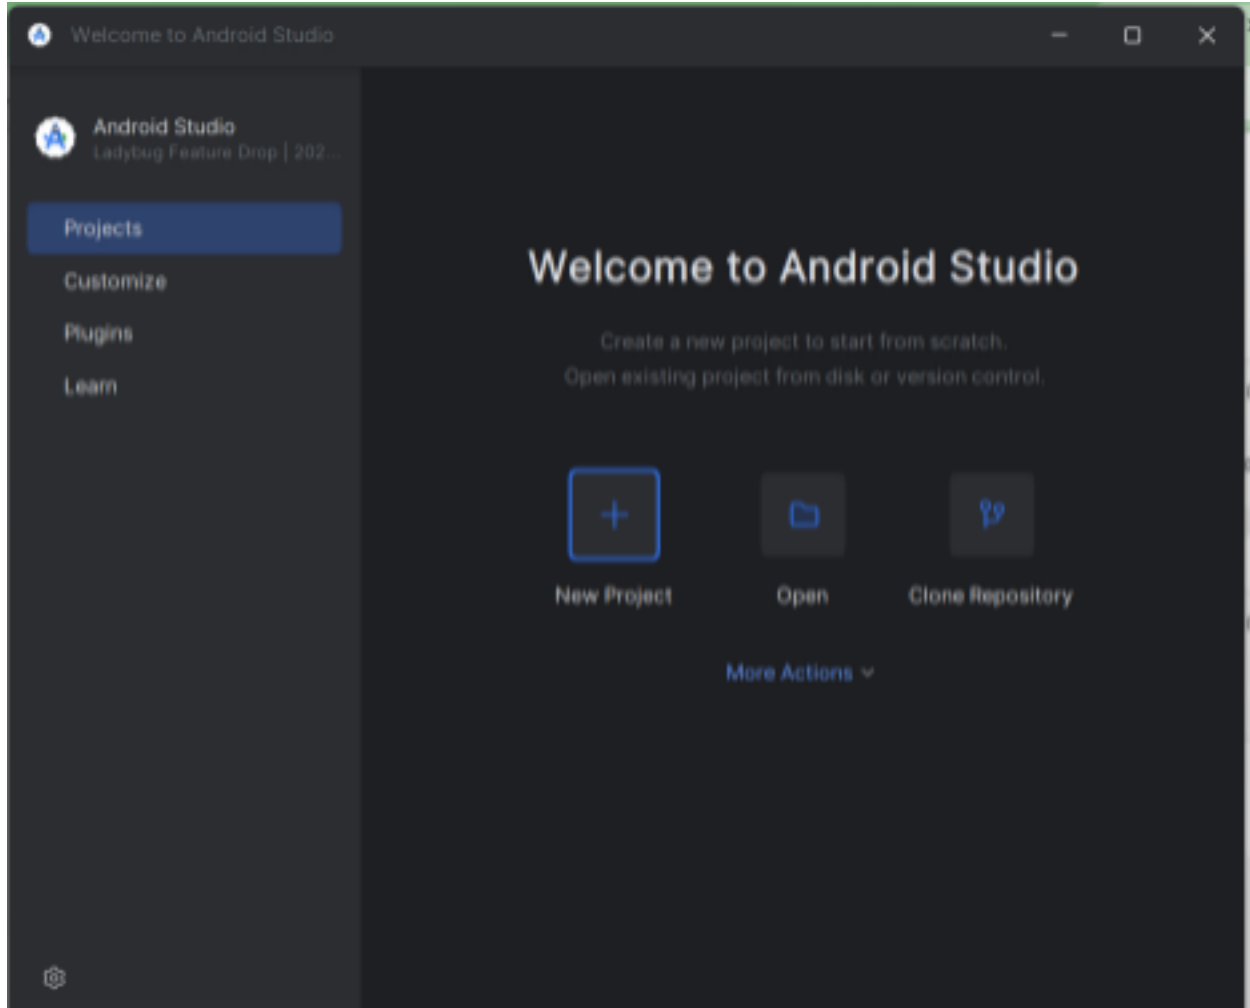 Welcome to Android Studio
Android Studio
Ladybug Feature Drop | 202...
Projects
Customize
Plugins
Learn
Welcome to Android Studio
Create a new project to start from scratch.
Open existing project from disk or version control.
New Project
Open
Clone Repository
More Actions